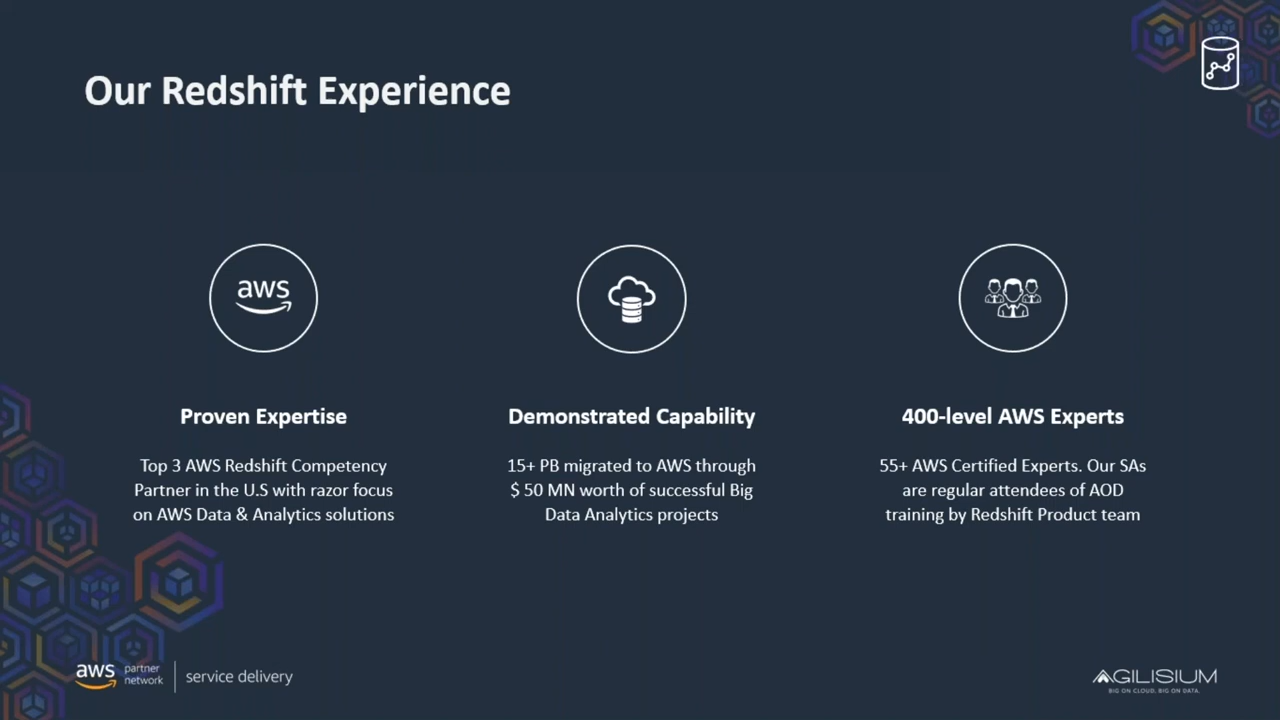 Our Redshift Experience
aws
Proven Expertise
Top 3 AWS Redshift Competency
Partner in the U.S with razor focus
on AWS Data & Analytics solutions
Demonstrated Capability
15+ PB migrated to AWS through
$ 50 MN worth of successful Big
Data Analytics projects
400-level AWS Experts
55+ AWS Certified Experts. Our SAs
are regular attendees of AOD
training by Redshift Product team
aws partner network | service delivery
AGILISIUM
BIG ON CLOUD, BIG ON DATA.